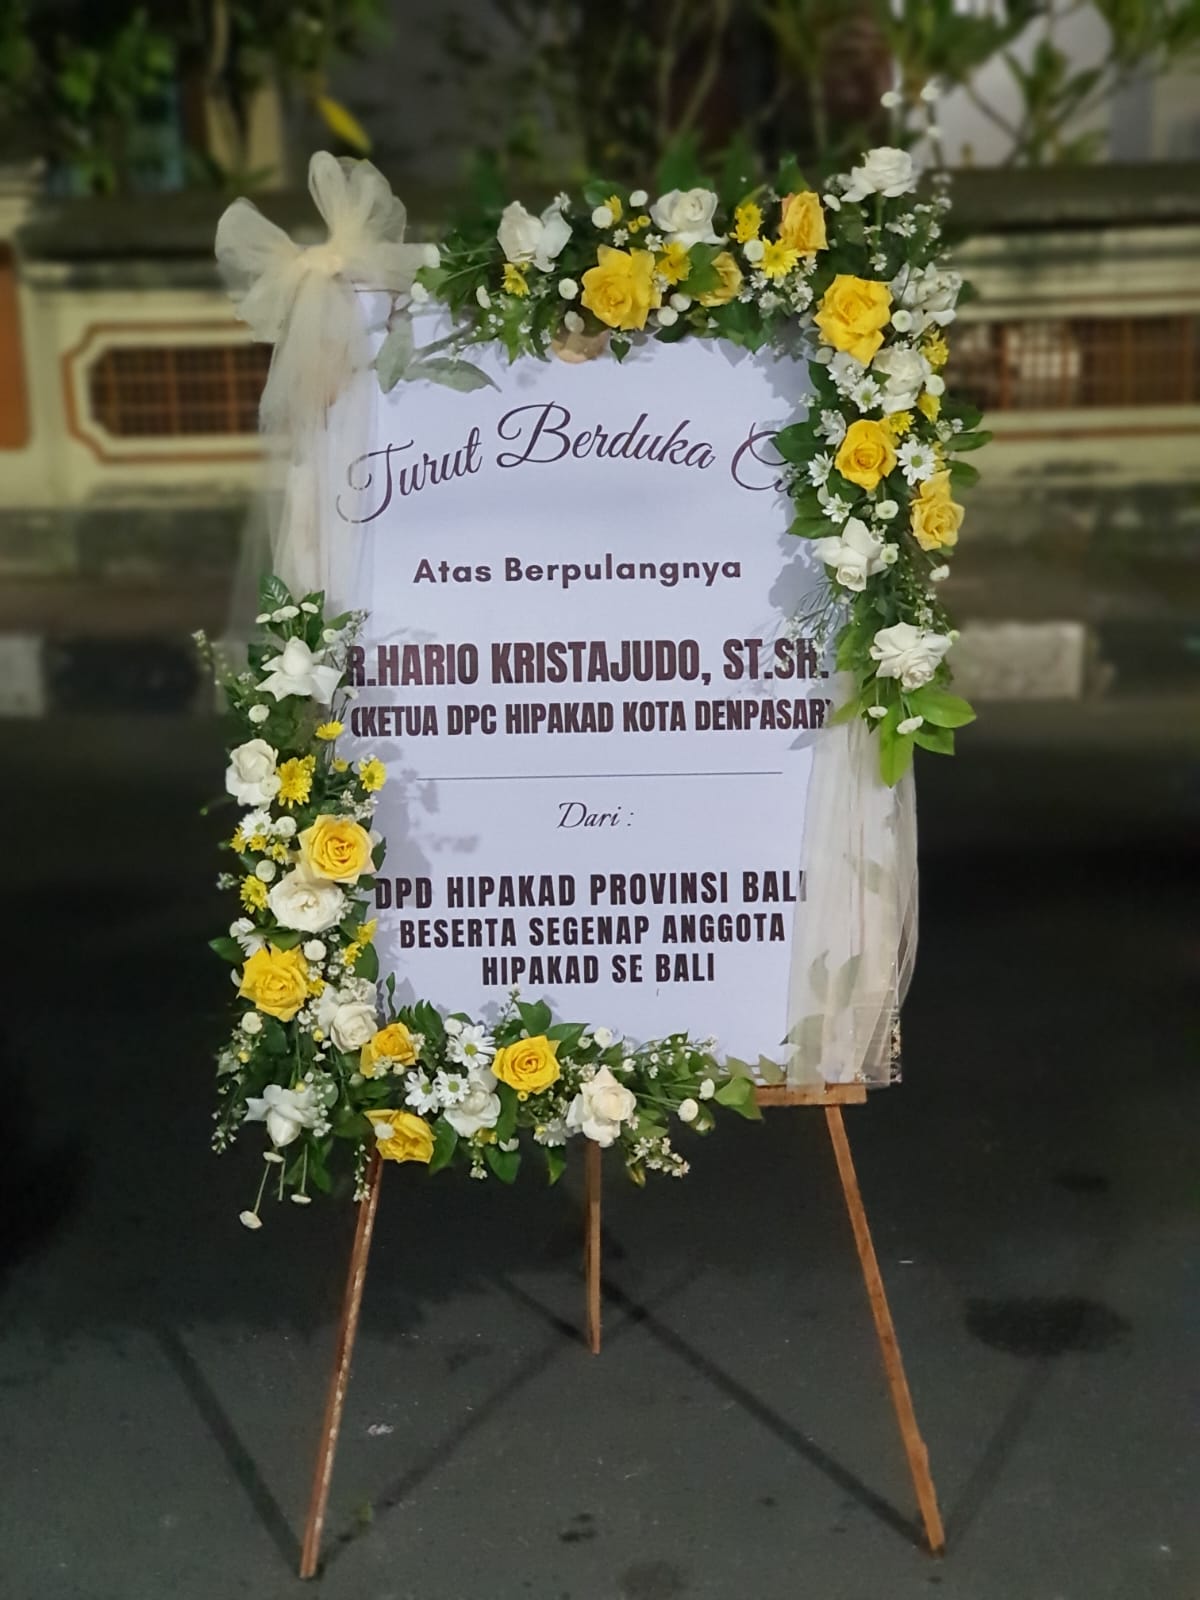 Turut Berduka
Atas Berpulangnya
R.HARIO KRISTAJUDO, ST.SH.
(KETUA DPC HIPAKAD KOTA DENPASAR)
Dari :
DPD HIPAKAD PROVINSI BALI
BESERTA SEGENAP ANGGOTA
HIPAKAD SE BALI